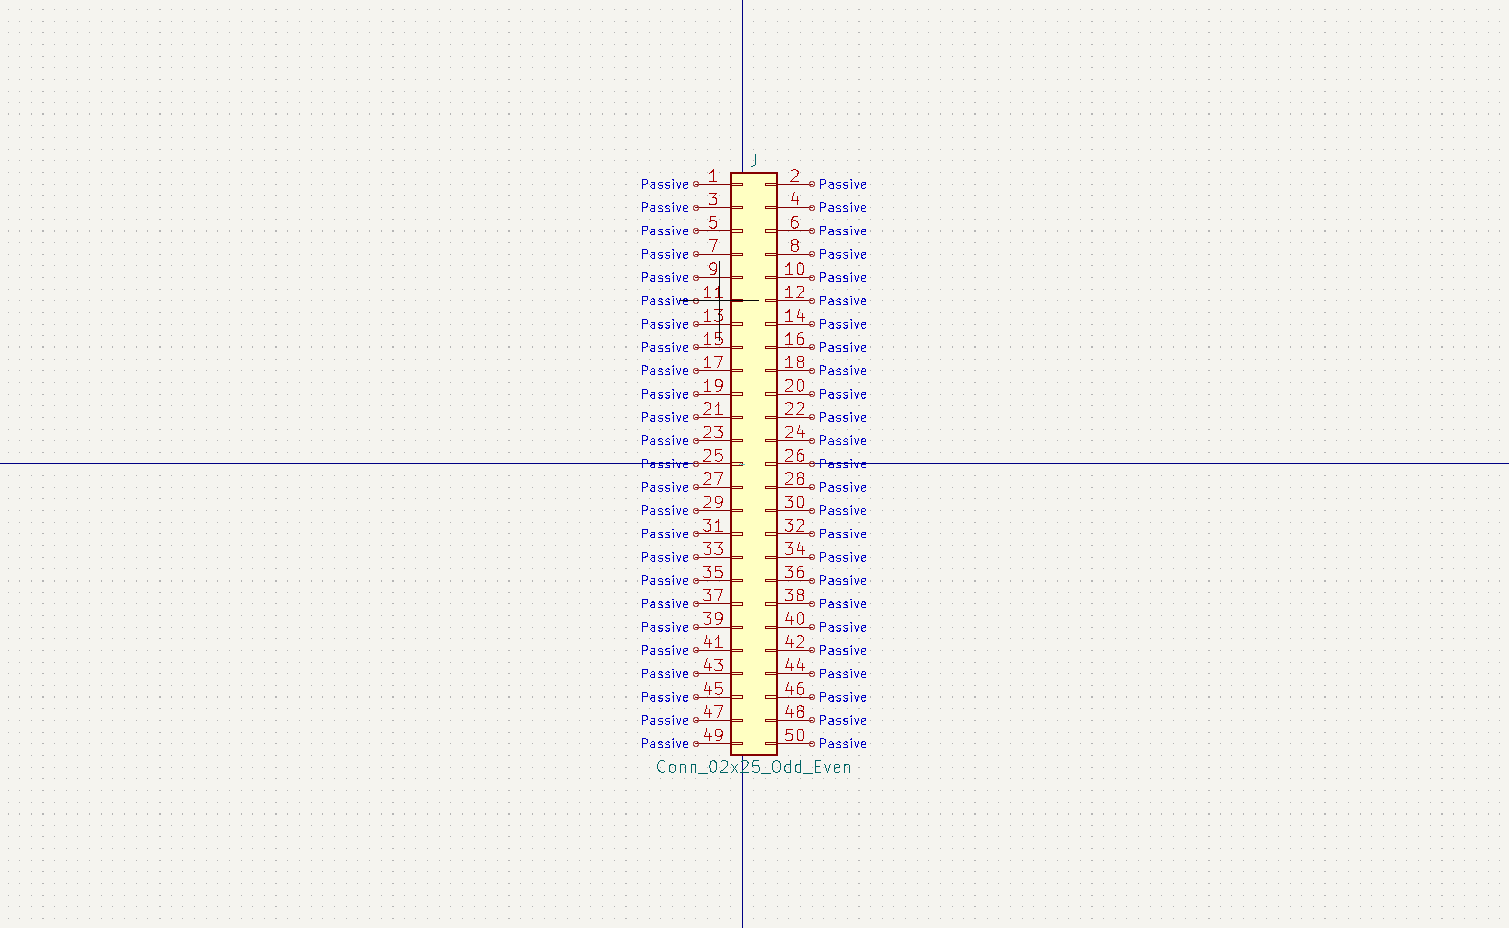 J
Passive 1 2 Passive
Passive 3 4 Passive
Passive 5 6 Passive
Passive 7 8 Passive
Passive 9 10 Passive
Passive 11 12 Passive
Passive 13 14 Passive
Passive 15 16 Passive
Passive 17 18 Passive
Passive 19 20 Passive
Passive 21 22 Passive
Passive 23 24 Passive
Passive 25 26 Passive
Passive 27 28 Passive
Passive 29 30 Passive
Passive 31 32 Passive
Passive 33 34 Passive
Passive 35 36 Passive
Passive 37 38 Passive
Passive 39 40 Passive
Passive 41 42 Passive
Passive 43 44 Passive
Passive 45 46 Passive
Passive 47 48 Passive
Passive 49 50 Passive
Conn_02x25_Odd_Even